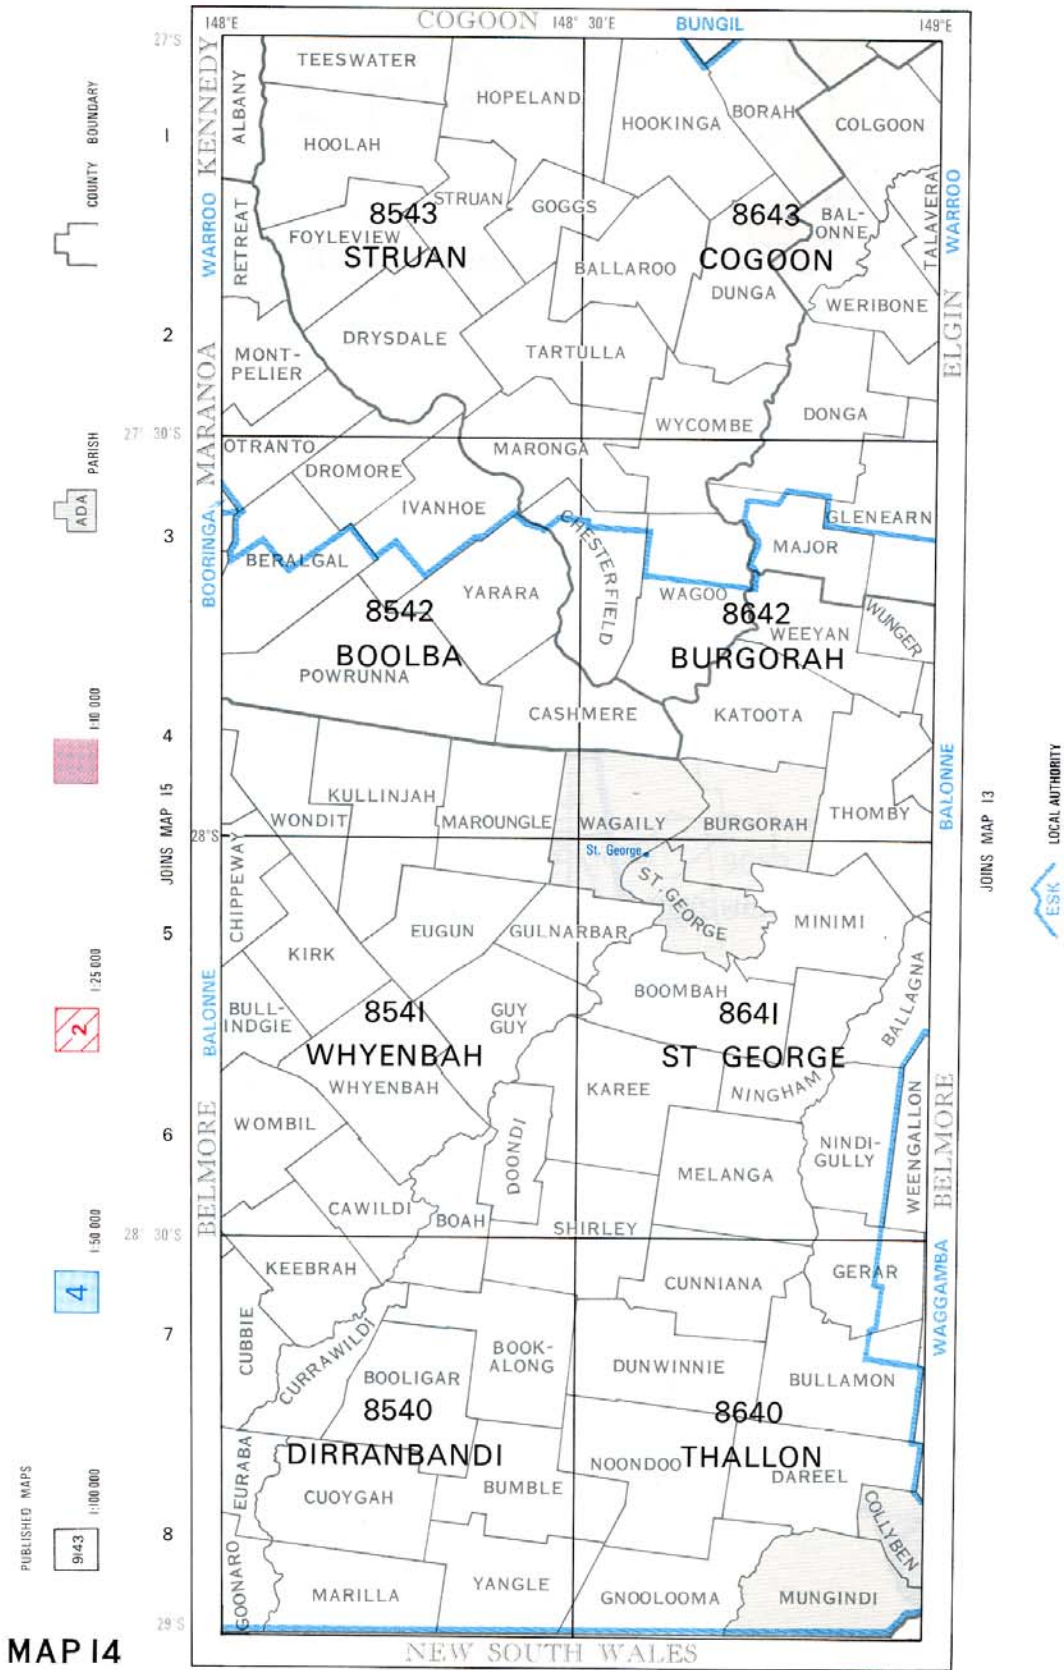 148°E
COGOON
148° 30'E
BUNGIL
149°E
27°S
KENNEDY
ALBANY
TEESWATER
HOPELAND
HOOKINGA
BORAH
COLGOON
COUNTY BOUNDARY
1
HOOLAH
STRUAN
GOGGS
TALAVERA
WARROO
WARROO
RETREAT
8543
STRUAN
FOYLEVIEW
BALLAROO
8643
COGOON
BAL-
ONNE
DUNGA
WERIBONE
ELGIN
2
MARANOA
MONT-
PELIER
DRYSDALE
TARTULLA
WYCOMBE
DONGA
27° 30'S
OTRANTO
DROMORE
MARONGA
PARISH
ADA
IVANHOE
CHESTERFIELD
GLENEARN
3
BOORINGA
BERALGAL
YARARA
MAJOR
WAGOO
8542
BOOLBA
8642
BURGORAH
WEEYAN
WUNGER
POWRUNNA
CASHMERE
KATOOTA
1:10 000
4
JOINS MAP 15
KULLINJAH
WONDIT
MAROUNGLE
WAGAILY
BURGORAH
THOMBY
BALONNE
JOINS MAP 13
LOCAL AUTHORITY
ESK
28°S
St. George
ST. GEORGE
CHIPPEWAY
5
EUGUN
GULNARBAR
MINIMI
KIRK
BALLAGNA
1:25 000
2
BALONNE
BULL-
INDGIE
8541
WHYENBAH
GUY
GUY
BOOMBAH
8641
ST GEORGE
WHYENBAH
KAREE
NINGHAM
BELMORE
WOMBIL
6
DOONDI
MELANGA
NINDI-
GULLY
WEENGALLON
BELMORE
CAWILDI
BOAH
SHIRLEY
1:50 000
4
28° 30'S
KEEBRAH
CUNNIANA
GERAR
WAGGAMBA
CUBBIE
7
CURRAWILDI
BOOK-
ALONG
DUNWINNIE
BULLAMON
BOOLIGAR
8540
DIRRANBANDI
8640
THALLON
NOONDOO
DAREEL
EURABA
CUOYGAH
BUMBLE
COLLYBEN
PUBLISHED MAPS
9143
1:100 000
8
GOONARO
MARILLA
YANGLE
GNOOLOOMA
MUNGINDI
29°S
NEW SOUTH WALES
MAP 14